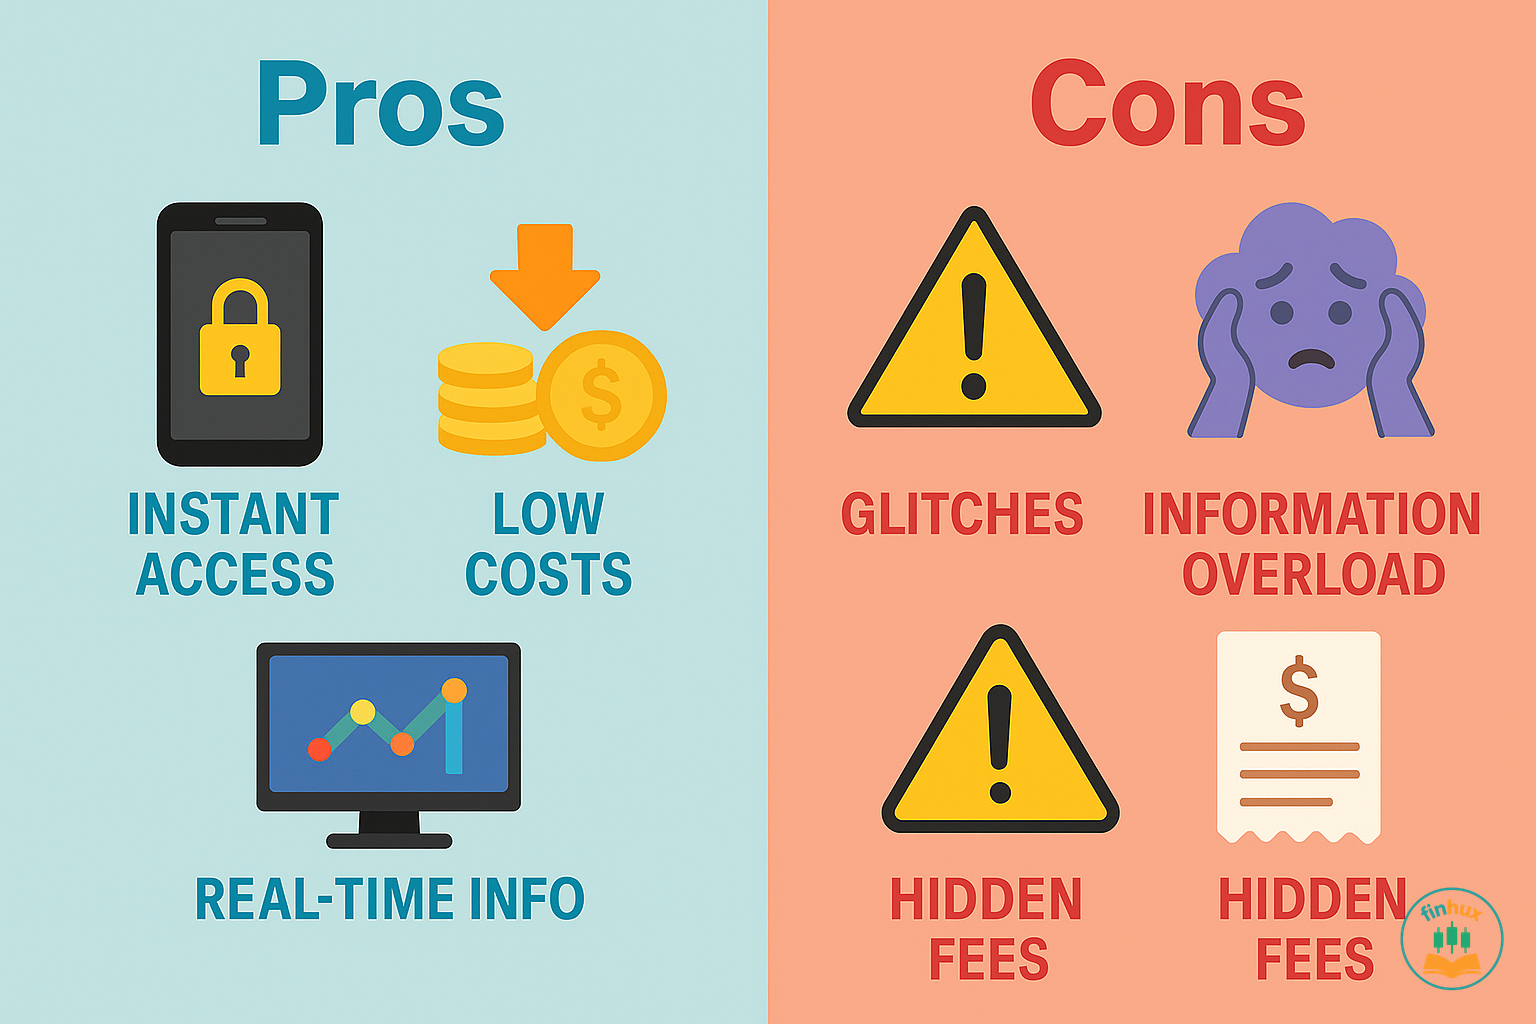 Pros
INSTANT
ACCESS
LOW
COSTS
REAL-TIME INFO
Cons
GLITCHES
INFORMATION
OVERLOAD
HIDDEN
FEES
HIDDEN
FEES
$
$
finhux